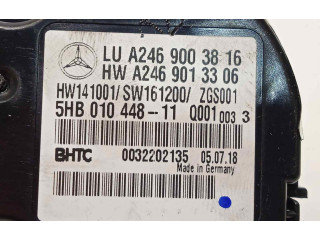 LU A246 900 38 16
HW A246 901 33 06
HW141001/SW161200/ ZGS001
5HB 010 448-11 Q001 003 3
BHTC 0032202135 05.07.18
Made in Germany